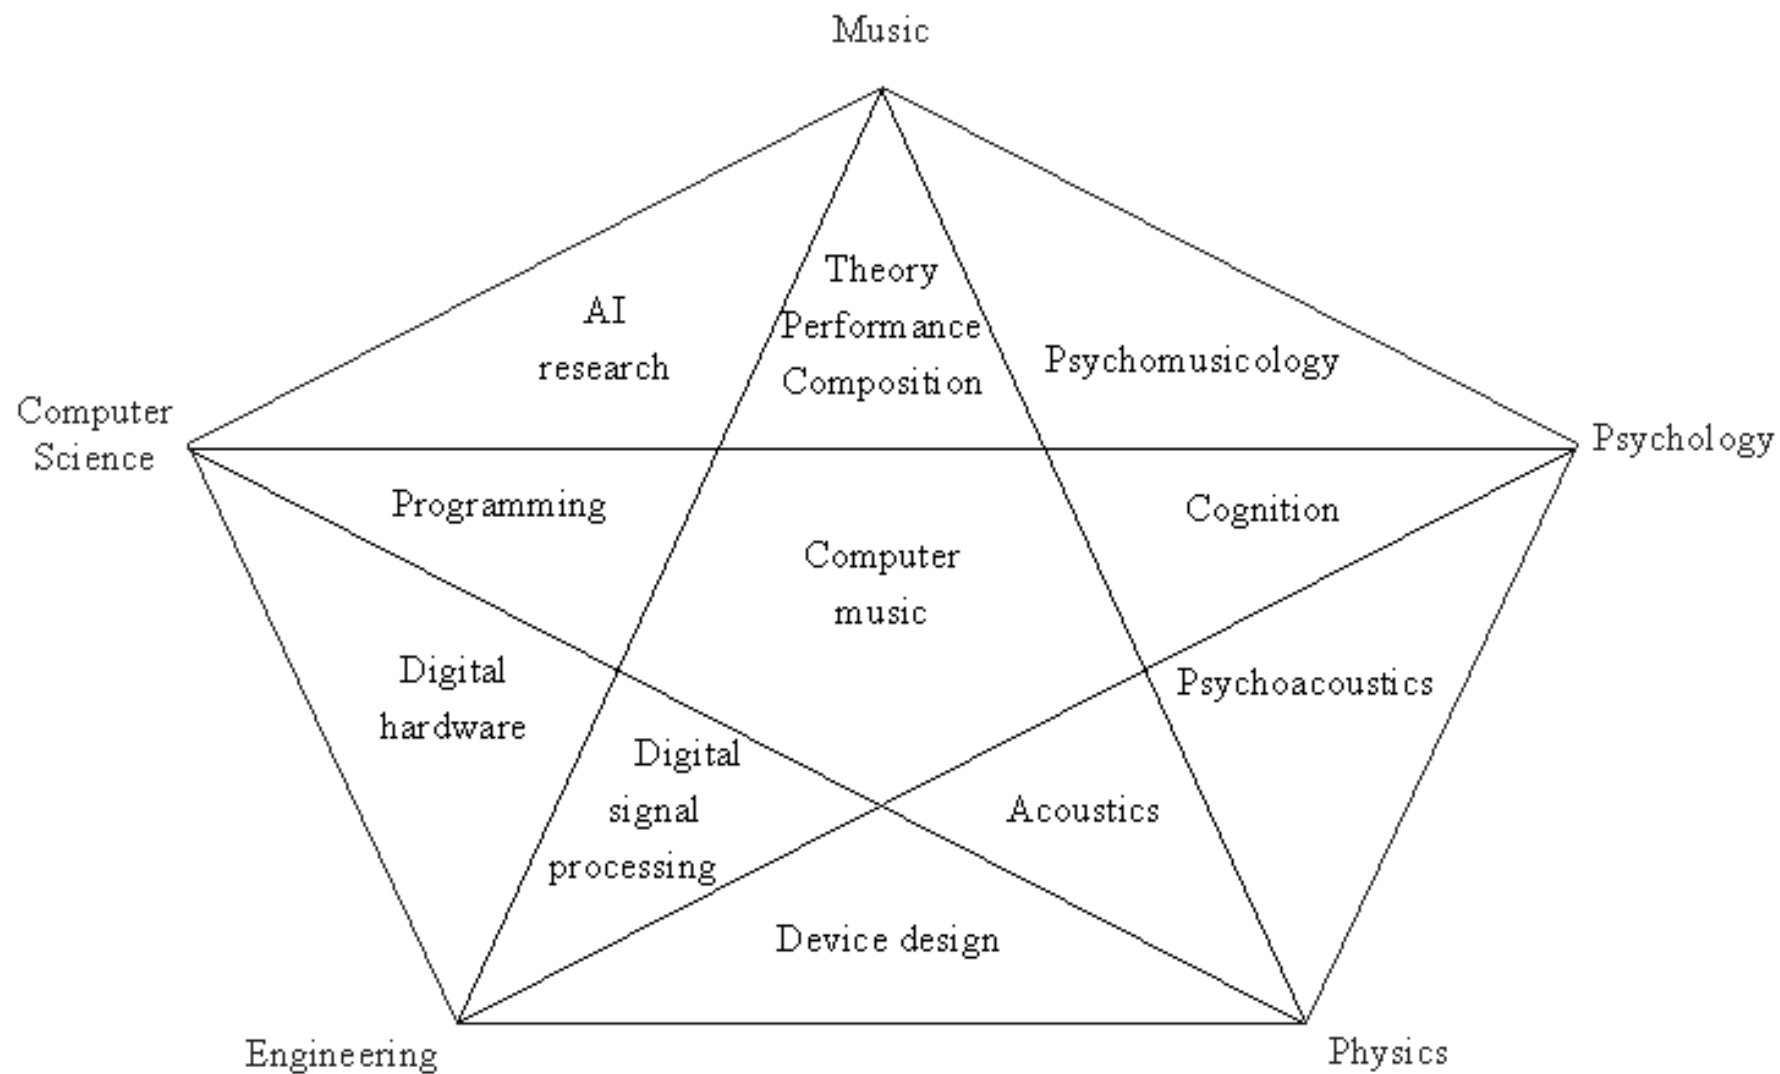 Music
Theory
Performance
Composition
AI
research
Psychomusicology
Computer
Science
Psychology
Programming
Cognition
Computer
music
Digital
hardware
Psychoacoustics
Digital
signal
processing
Acoustics
Device design
Engineering
Physics